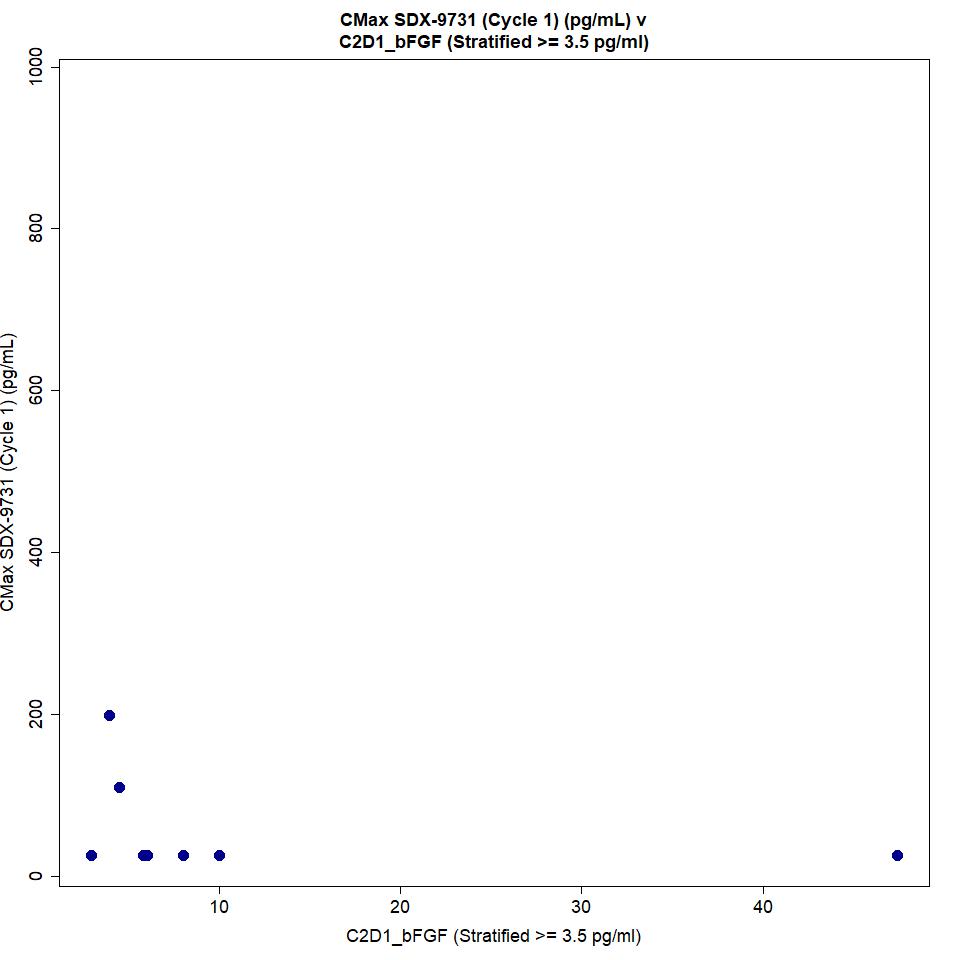 CMax SDX-9731 (Cycle 1) (pg/mL) v
C2D1_bFGF (Stratified >= 3.5 pg/ml)
1000
800
600
400
200
0
CMax SDX-9731 (Cycle 1) (pg/mL)
10
20
30
40
C2D1_bFGF (Stratified >= 3.5 pg/ml)